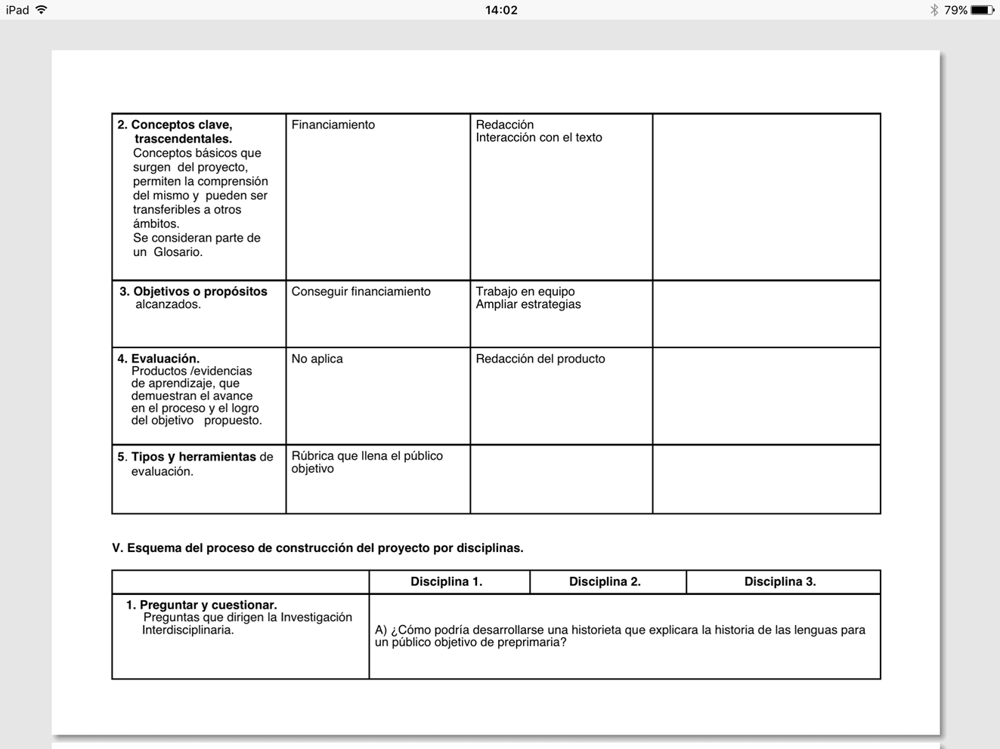 iPad 14:02 79%
2. Conceptos clave,
trascendentales.
Conceptos básicos que
surgen del proyecto,
permiten la comprensión
del mismo y pueden ser
transferibles a otros
ámbitos.
Se consideran parte de
un Glosario.
Financiamiento
Redacción
Interacción con el texto
3. Objetivos o propósitos
alcanzados.
Conseguir financiamiento
Trabajo en equipo
Ampliar estrategias
4. Evaluación.
Productos /evidencias
de aprendizaje, que
demuestran el avance
en el proceso y el logro
del objetivo propuesto.
No aplica
Redacción del producto
5. Tipos y herramientas de
evaluación.
Rúbrica que llena el público
objetivo
V. Esquema del proceso de construcción del proyecto por disciplinas.
Disciplina 1. Disciplina 2. Disciplina 3.
1. Preguntar y cuestionar.
Preguntas que dirigen la Investigación
Interdisciplinaria.
A) ¿Cómo podría desarrollarse una historieta que explicara la historia de las lenguas para
un público objetivo de preprimaria?